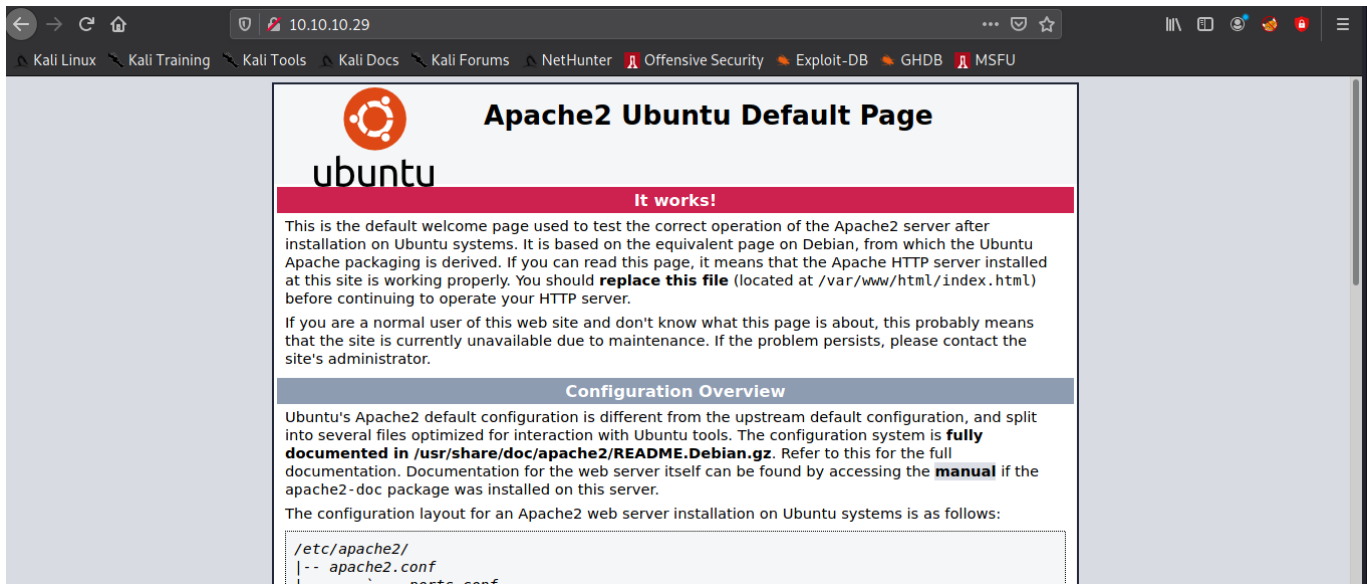 10.10.10.29
Kali Linux Kali Training Kali Tools Kali Docs Kali Forums NetHunter Offensive Security Exploit-DB GHDB MSFU
ubuntu
Apache2 Ubuntu Default Page
It works!
This is the default welcome page used to test the correct operation of the Apache2 server after
installation on Ubuntu systems. It is based on the equivalent page on Debian, from which the Ubuntu
Apache packaging is derived. If you can read this page, it means that the Apache HTTP server installed
at this site is working properly. You should replace this file (located at /var/www/html/index.html)
before continuing to operate your HTTP server.
If you are a normal user of this web site and don't know what this page is about, this probably means
that the site is currently unavailable due to maintenance. If the problem persists, please contact the
site's administrator.
Configuration Overview
Ubuntu's Apache2 default configuration is different from the upstream default configuration, and split
into several files optimized for interaction with Ubuntu tools. The configuration system is fully
documented in /usr/share/doc/apache2/README.Debian.gz. Refer to this for the full
documentation. Documentation for the web server itself can be found by accessing the manual if the
apache2-doc package was installed on this server.
The configuration layout for an Apache2 web server installation on Ubuntu systems is as follows:
/etc/apache2/
|-- apache2.conf
| `-- ports.conf